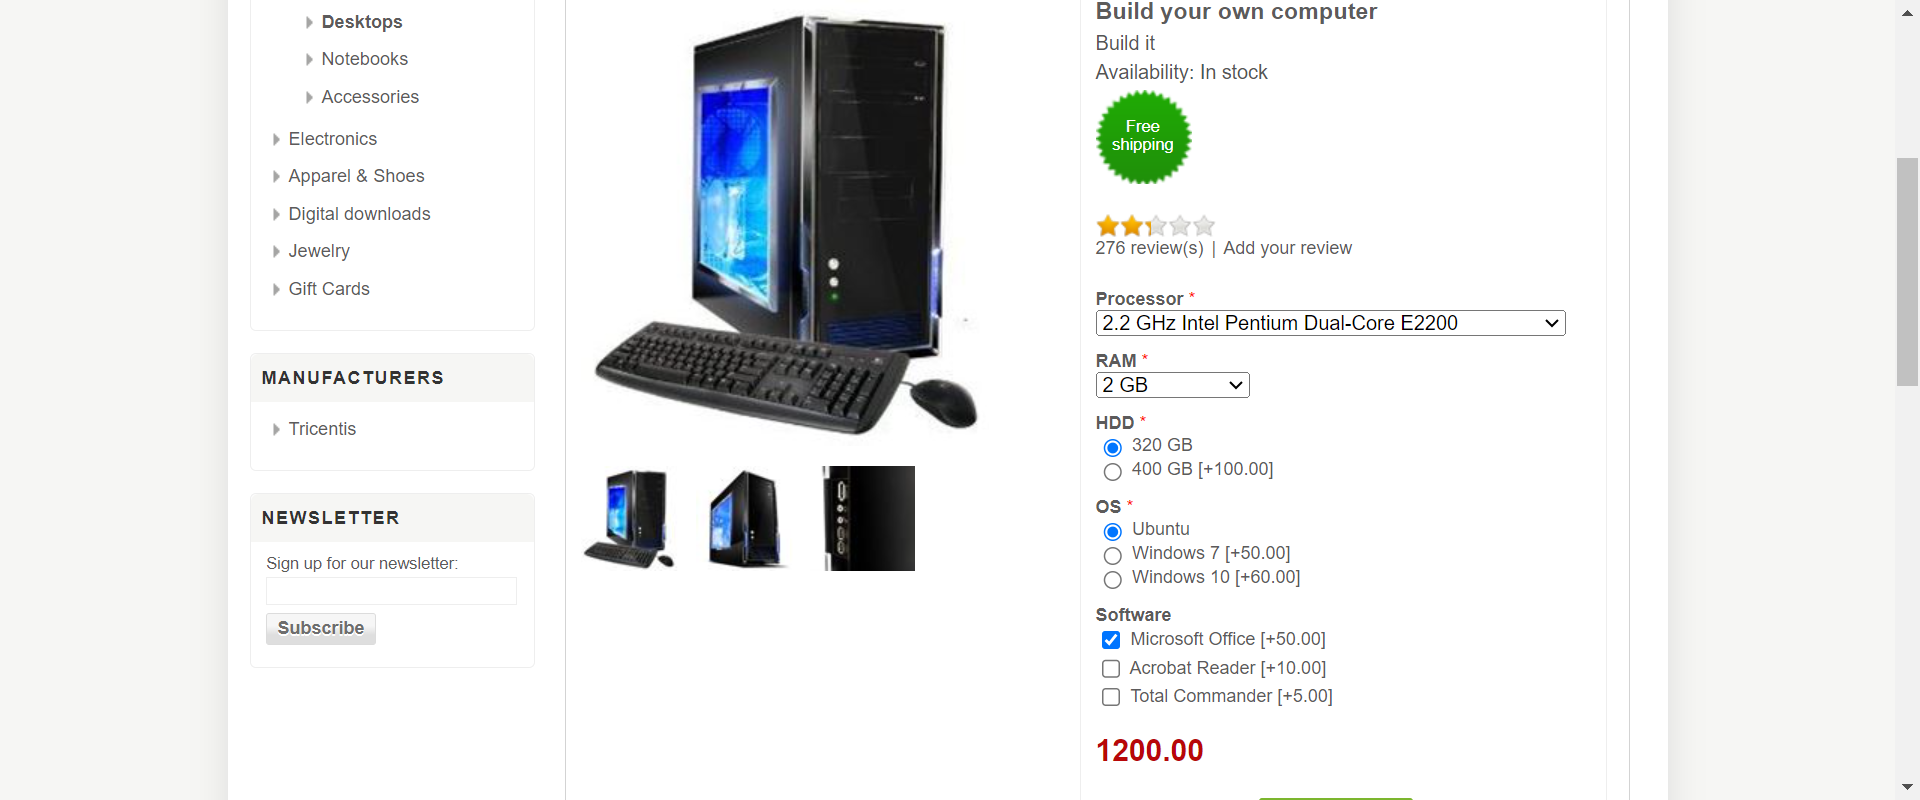 Desktops
Notebooks
Accessories
Electronics
Apparel & Shoes
Digital downloads
Jewelry
Gift Cards
MANUFACTURERS
Tricentis
NEWSLETTER
Sign up for our newsletter:
Subscribe
Build your own computer
Build it
Availability: In stock
Free
shipping
276 review(s) | Add your review
Processor *
2.2 GHz Intel Pentium Dual-Core E2200
RAM *
2 GB
HDD *
320 GB
400 GB [+100.00]
OS *
Ubuntu
Windows 7 [+50.00]
Windows 10 [+60.00]
Software
Microsoft Office [+50.00]
Acrobat Reader [+10.00]
Total Commander [+5.00]
1200.00